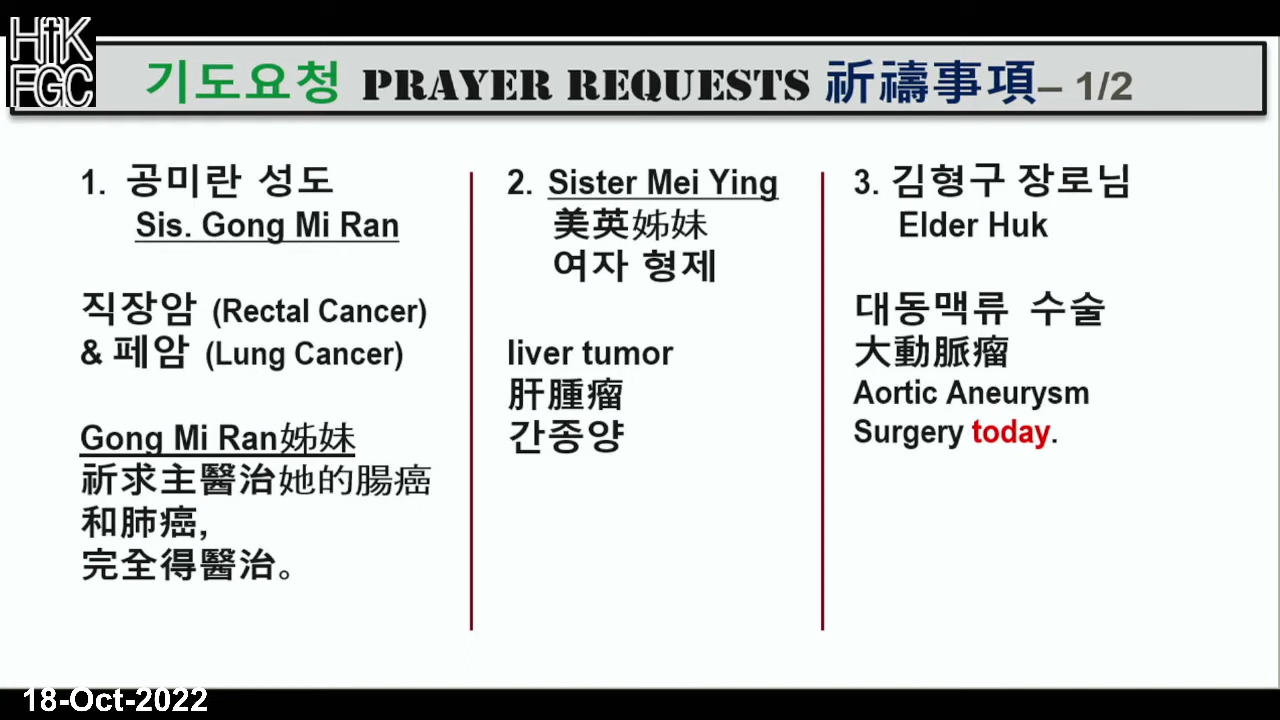 HfK
FGC
기도요청 PRAYER REQUESTS 祈禱事項– 1/2
1. 공미란 성도
Sis. Gong Mi Ran
직장암 (Rectal Cancer)
& 페암 (Lung Cancer)
Gong Mi Ran姊妹
祈求主醫治她的腸癌
和肺癌,
完全得醫治。
2. Sister Mei Ying
美英姊妹
여자 형제
liver tumor
肝腫瘤
간종양
3. 김형구 장로님
Elder Huk
대동맥류 수술
大動脈瘤
Aortic Aneurysm
Surgery today.
18-Oct-2022